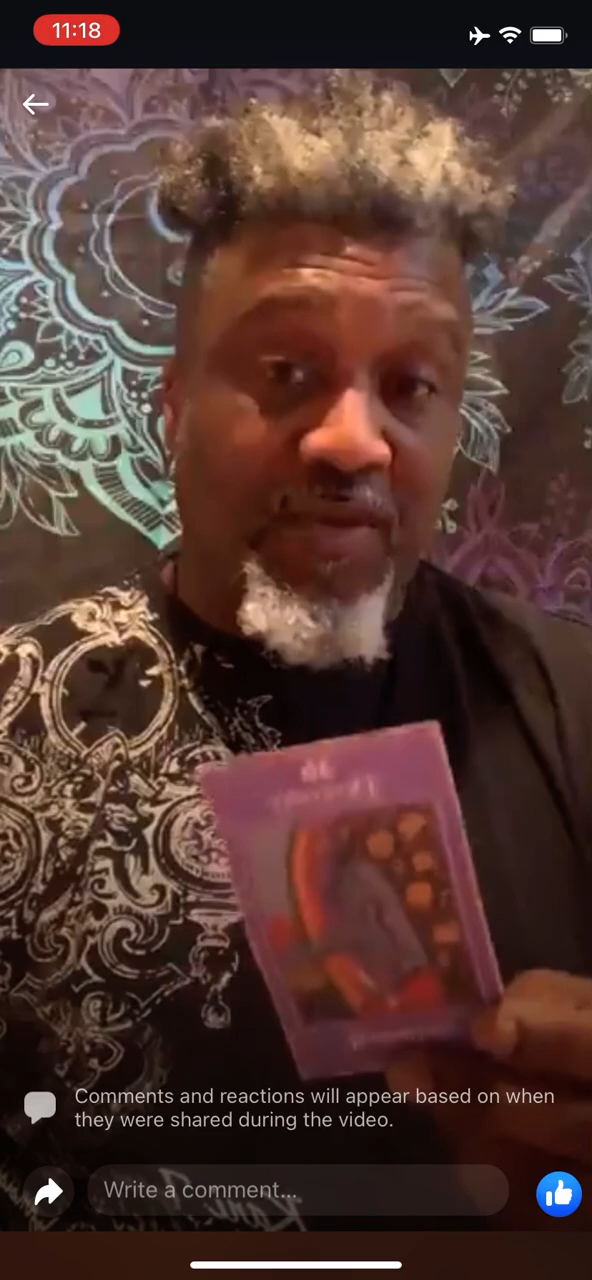 11:18
Comments and reactions will appear based on when
they were shared during the video.
Write a comment...